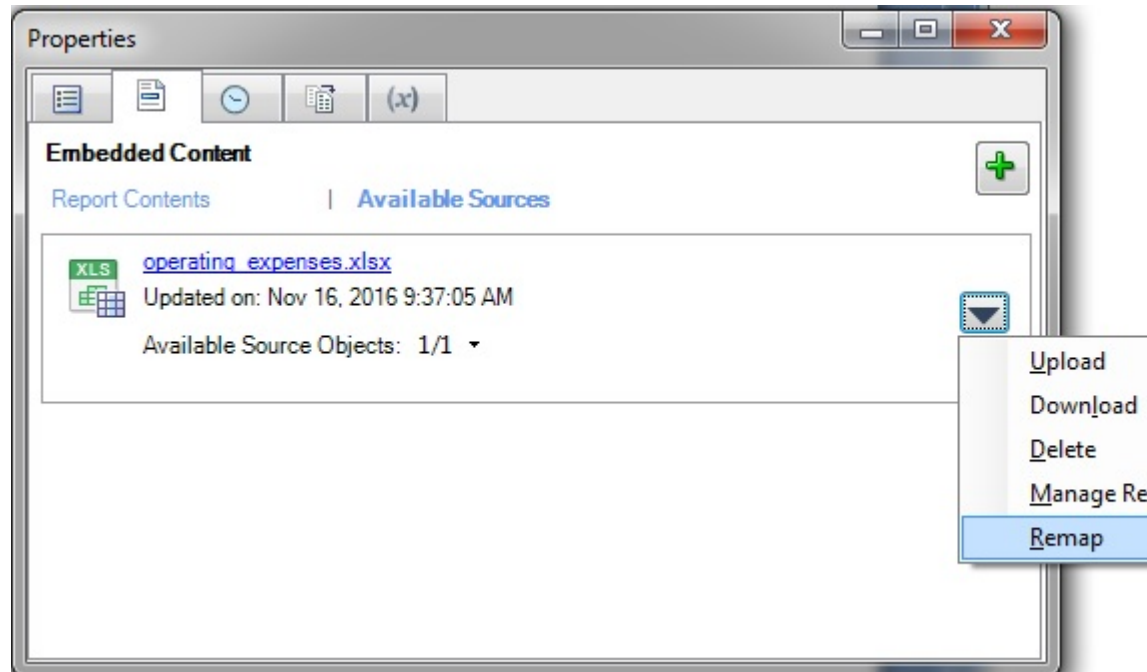 Properties
(x)
Embedded Content
Report Contents | Available Sources
XLS
operating_expenses.xlsx
Updated on: Nov 16, 2016 9:37:05 AM
Available Source Objects: 1/1
Upload
Download
Delete
Manage Re
Remap